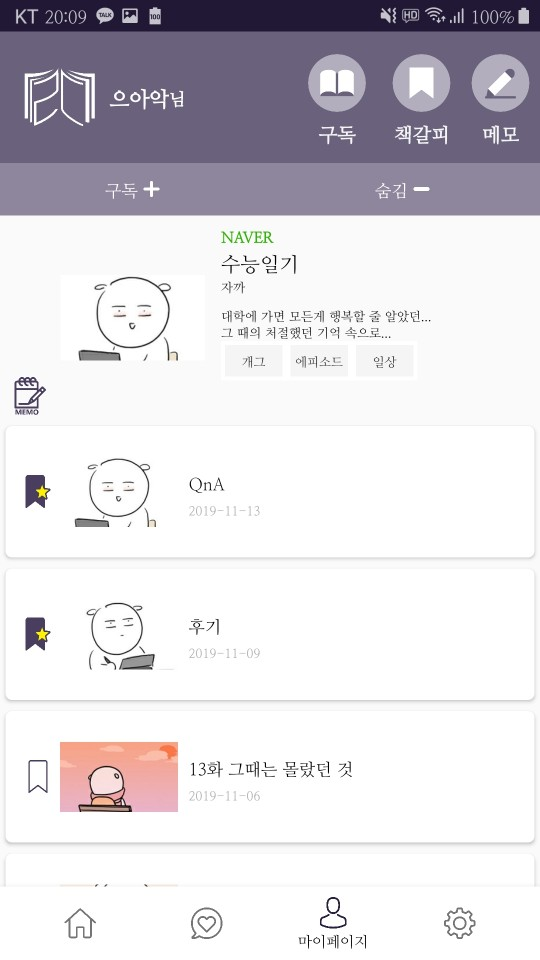 KT 20:09 TALK 100 HD 100%
으아악님
구독 책갈피 메모
구독 + 숨김 -
NAVER
수능일기
자까
대학에 가면 모든게 행복할 줄 알았던...
그 때의 처절했던 기억 속으로...
개그 에피소드 일상
MEMO
QnA
2019-11-13
후기
2019-11-09
13화 그때는 몰랐던 것
2019-11-06
마이페이지